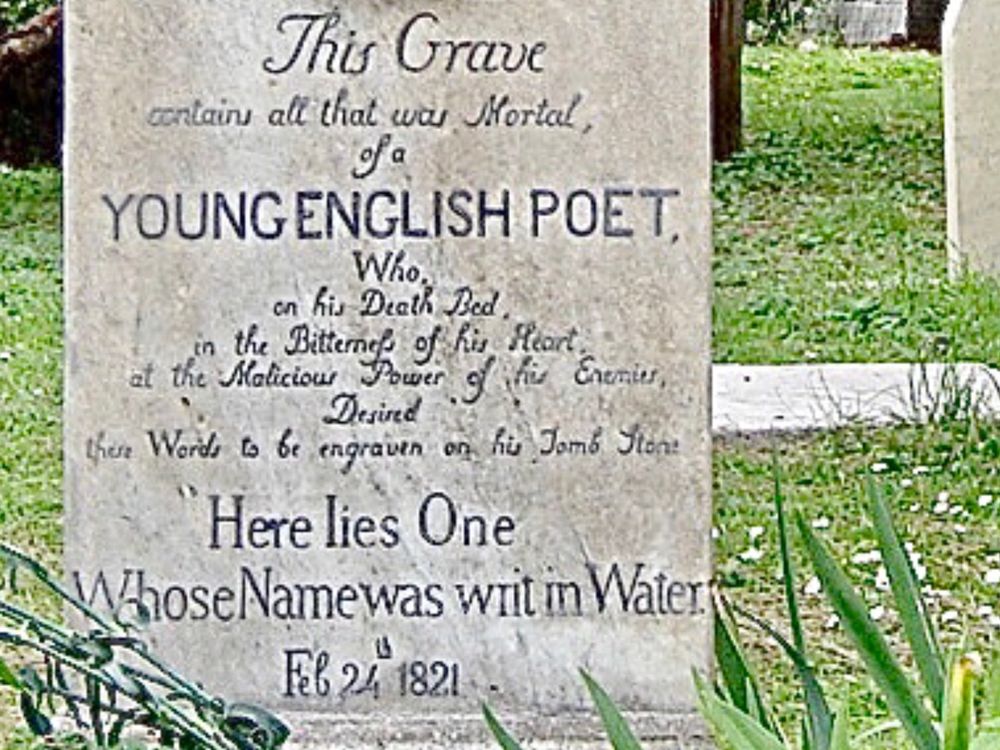 This Grave
contains all that was Mortal,
of a
YOUNG ENGLISH POET,
Who,
on his Death Bed,
in the Bitterneſs of his Heart,
at the Malicious Power of his Enemies,
Desired
these Words to be engraven on his Tomb Stone
"Here lies One
Whose Name was writ in Water.
Feb 24th 1821